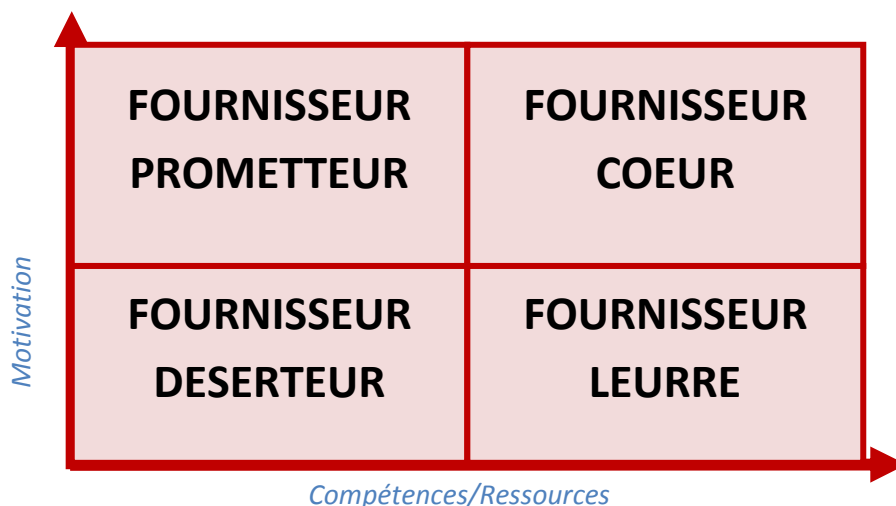 FOURNISSEUR
PROMETTEUR
FOURNISSEUR
COEUR
Motivation
FOURNISSEUR
DESERTEUR
FOURNISSEUR
LEURRE
Compétences/Ressources